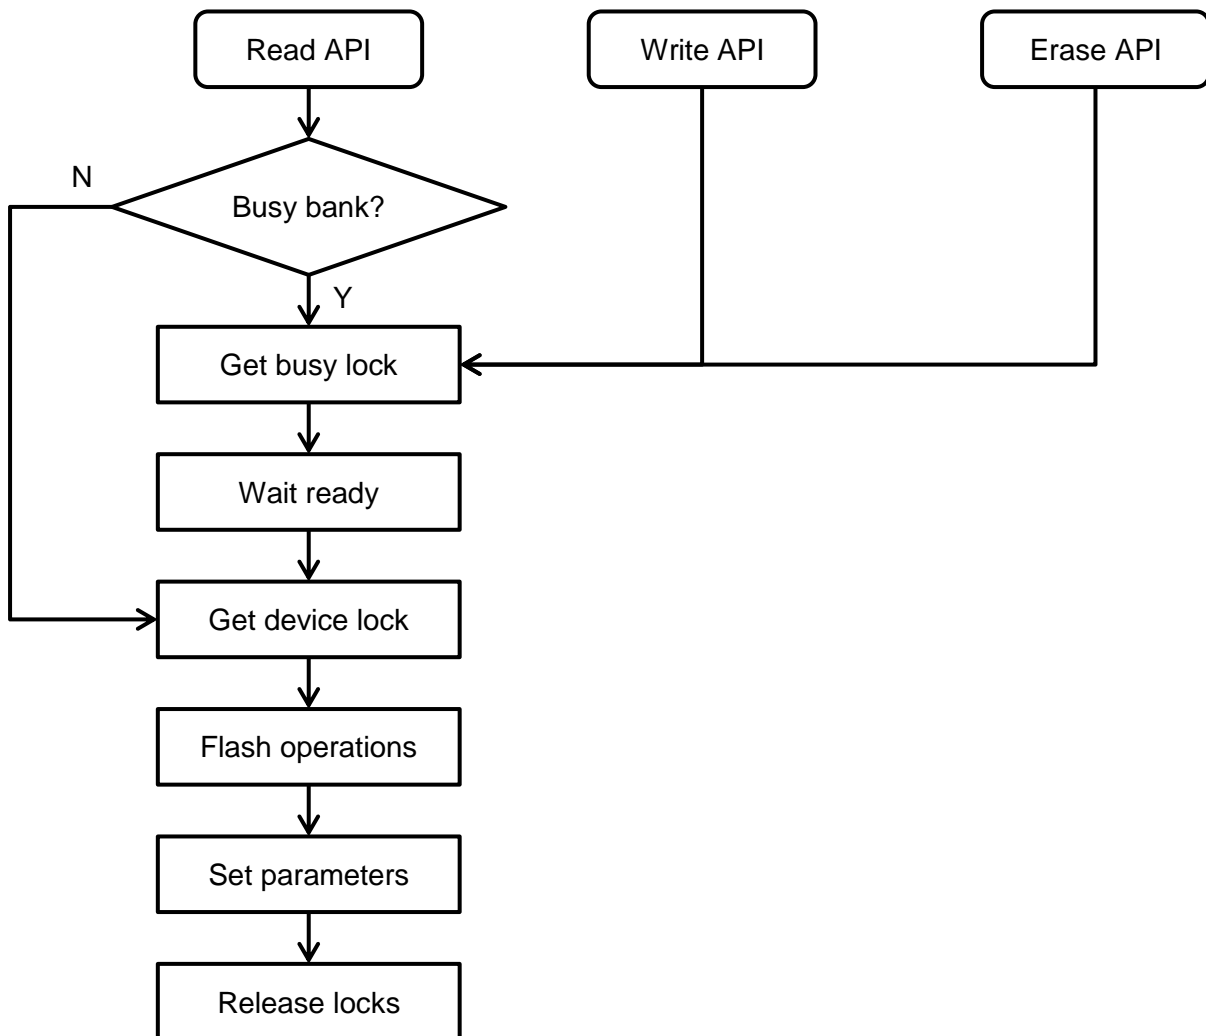 Read API
Write API
Erase API
N
Busy bank?
Y
Get busy lock
Wait ready
Get device lock
Flash operations
Set parameters
Release locks